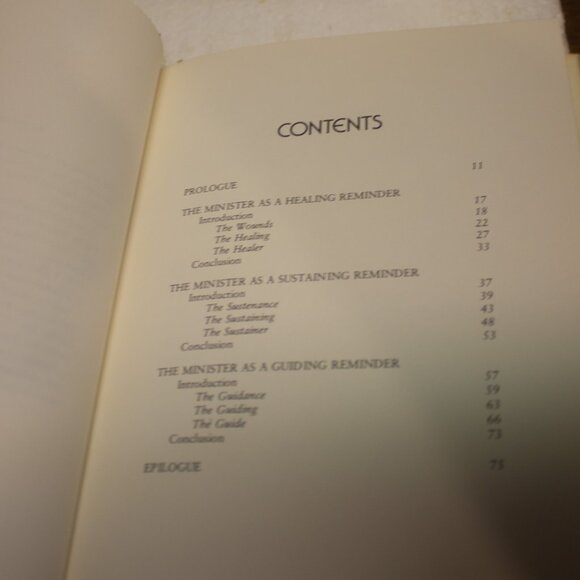 CONTENTS
PROLOGUE 11
THE MINISTER AS A HEALING REMINDER
Introduction 17
The Wounds 18
The Healing 22
The Healer 27
Conclusion 33
THE MINISTER AS A SUSTAINING REMINDER
Introduction 37
The Sustenance 39
The Sustaining 43
The Sustainer 48
Conclusion 53
THE MINISTER AS A GUIDING REMINDER
Introduction 57
The Guidance 59
The Guiding 63
The Guide 66
Conclusion 73
EPILOGUE 75